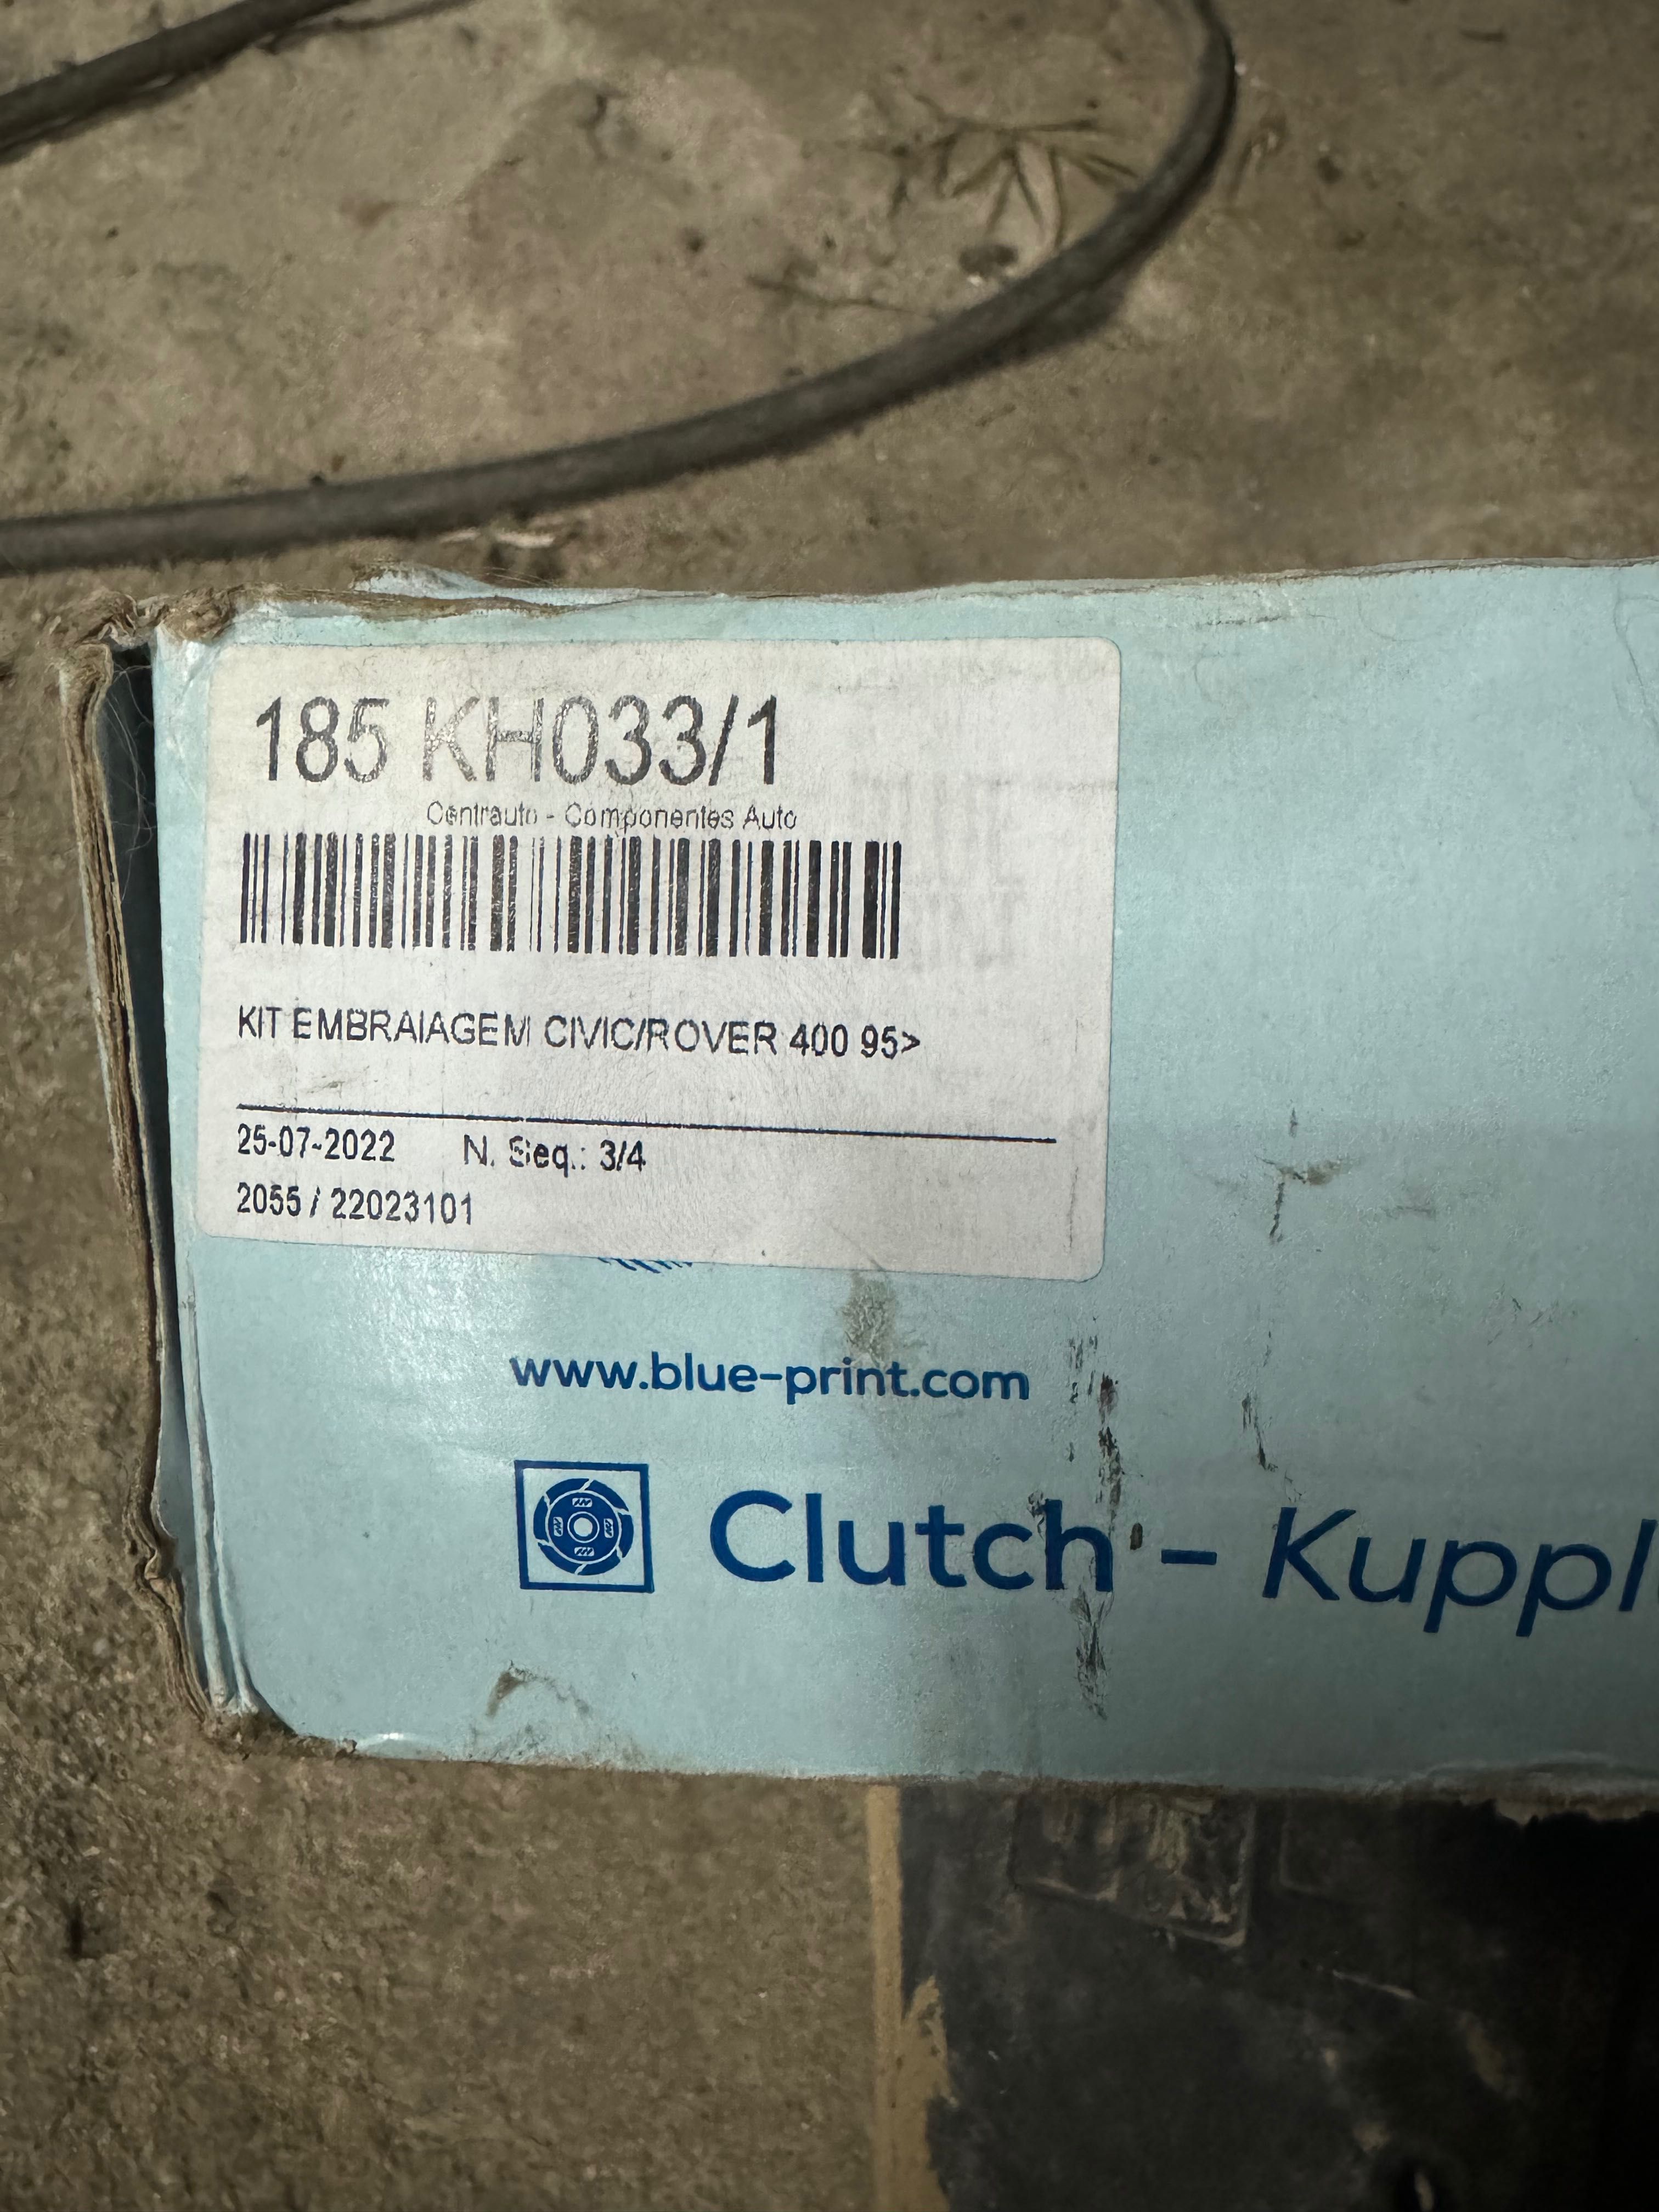 185 KH033/1
Centrauto - Componentes Auto
KIT EMBRAIAGEM CIVIC/ROVER 400 95>
25-07-2022 N. Seq.: 3/4
2055 / 22023101
www.blue-print.com
Clutch - Kuppl